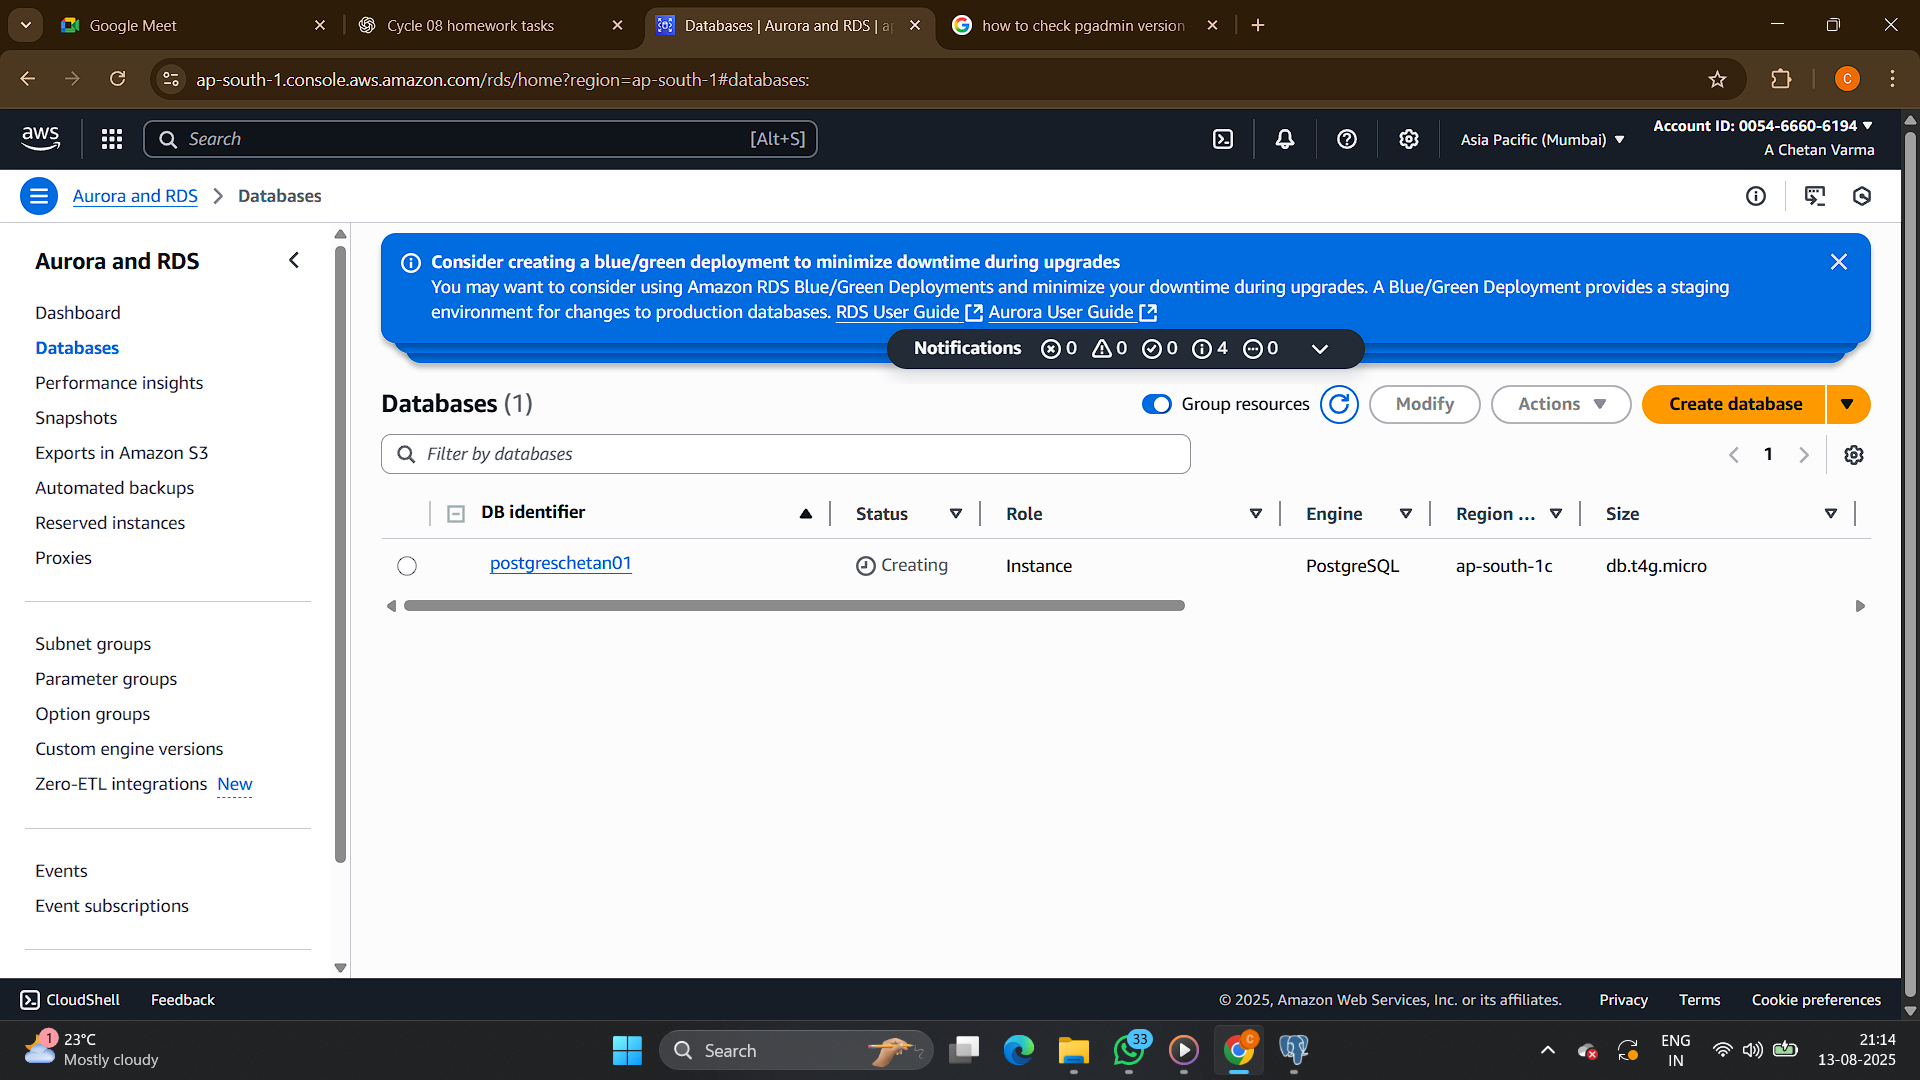 Google Meet
Cycle 08 homework tasks
Databases | Aurora and RDS | ap
how to check pgadmin version
ap-south-1.console.aws.amazon.com/rds/home?region=ap-south-1#databases:
C
aws
Search
[Alt+S]
Asia Pacific (Mumbai)
Account ID: 0054-6660-6194
A Chetan Varma
Aurora and RDS
Databases
Aurora and RDS
Dashboard
Databases
Performance insights
Snapshots
Exports in Amazon S3
Automated backups
Reserved instances
Proxies
Subnet groups
Parameter groups
Option groups
Custom engine versions
Zero-ETL integrations New
Events
Event subscriptions
Consider creating a blue/green deployment to minimize downtime during upgrades
You may want to consider using Amazon RDS Blue/Green Deployments and minimize your downtime during upgrades. A Blue/Green Deployment provides a staging
environment for changes to production databases. RDS User Guide Aurora User Guide
Notifications 0 0 0 4 0
Databases (1)
Group resources
Modify
Actions
Create database
Filter by databases
1
DB identifier Status Role Engine Region ... Size
postgreschetan01 Creating Instance PostgreSQL ap-south-1c db.t4g.micro
CloudShell Feedback
© 2025, Amazon Web Services, Inc. or its affiliates. Privacy Terms Cookie preferences
1
23°C
Mostly cloudy
Search
33
C
ENG
IN
21:14
13-08-2025